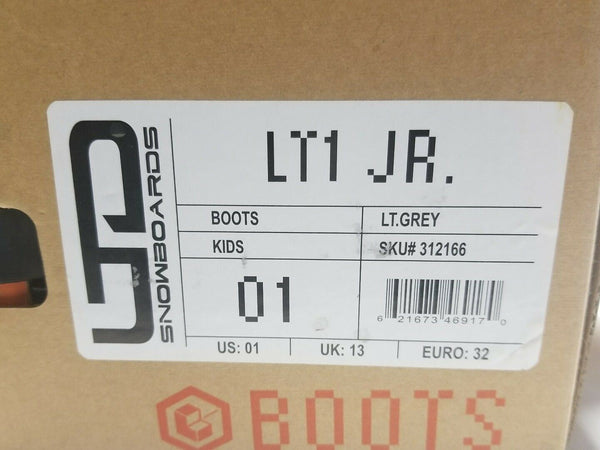 SNOWBOARDS
LT1 JR.
BOOTS
LT.GREY
KIDS
SKU# 312166
01
6 21673 46917 0
US: 01
UK: 13
EURO: 32
BOOTS